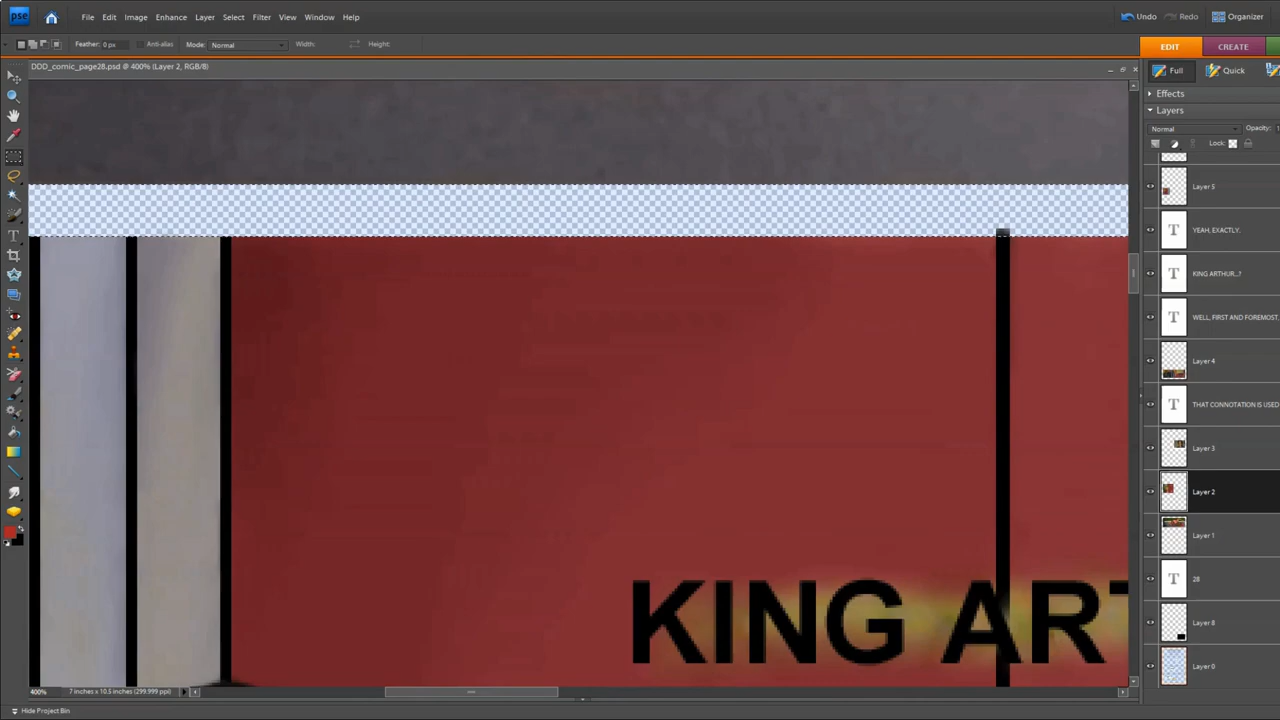 pse File Edit Image Enhance Layer Select Filter View Window Help Undo Redo Organizer
Feather: 0 px Anti-alias Mode: Normal Width: Height: EDIT CREATE
DDD_comic_page28.psd @ 400% (Layer 2, RGB/8)
Full Quick
Effects
Layers
Normal Opacity: 1
Lock:
Layer 5
YEAH, EXACTLY.
KING ARTHUR...?
WELL, FIRST AND FOREMOST,
Layer 4
THAT CONNOTATION IS USED
Layer 3
Layer 2
Layer 1
28
Layer 8
Layer 0
KING ART
400% 7 inches x 10.5 inches (299.999 ppi)
Hide Project Bin